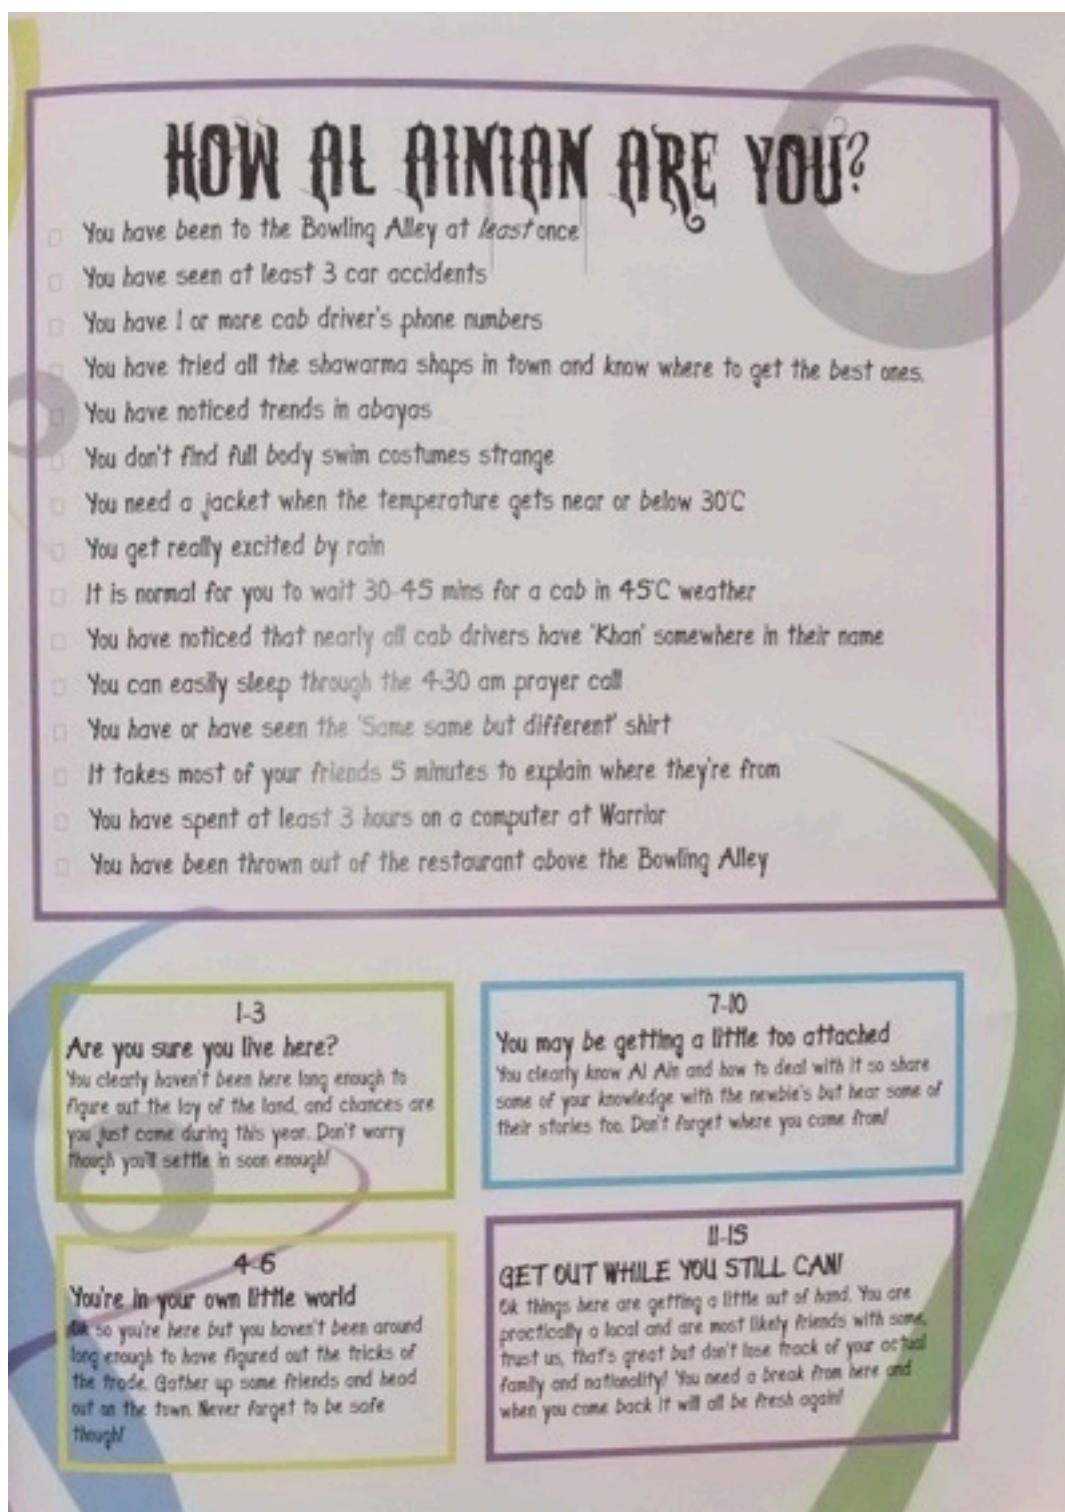 HOW AL AINIAN ARE YOU?
You have been to the Bowling Alley at least once
You have seen at least 3 car accidents
You have 1 or more cab driver's phone numbers
You have tried all the shawarma shops in town and know where to get the best ones.
You have noticed trends in abayas
You don't find full body swim costumes strange
You need a jacket when the temperature gets near or below 30°C
You get really excited by rain
It is normal for you to wait 30-45 mins for a cab in 45°C weather
You have noticed that nearly all cab drivers have 'Khan' somewhere in their name
You can easily sleep through the 4-30 am prayer call
You have or have seen the 'Same same but different' shirt
It takes most of your friends 5 minutes to explain where they're from
You have spent at least 3 hours on a computer at Warrior
You have been thrown out of the restaurant above the Bowling Alley
1-3
Are you sure you live here?
You clearly haven't been here long enough to
figure out the lay of the land, and chances are
you just came during this year. Don't worry
though you'll settle in soon enough!
4-6
You're in your own little world
Ok so you're here but you haven't been around
long enough to have figured out the tricks of
the trade. Gather up some friends and head
out on the town. Never forget to be safe
though!
7-10
You may be getting a little too attached
You clearly know Al Ain and how to deal with it so share
some of your knowledge with the newbie's but hear some of
their stories too. Don't forget where you came from!
11-15
GET OUT WHILE YOU STILL CAN!
Ok things here are getting a little out of hand. You are
practically a local and are most likely friends with some,
trust us, that's great but don't lose track of your actual
family and nationality! You need a break from here and
when you come back it will all be fresh again!